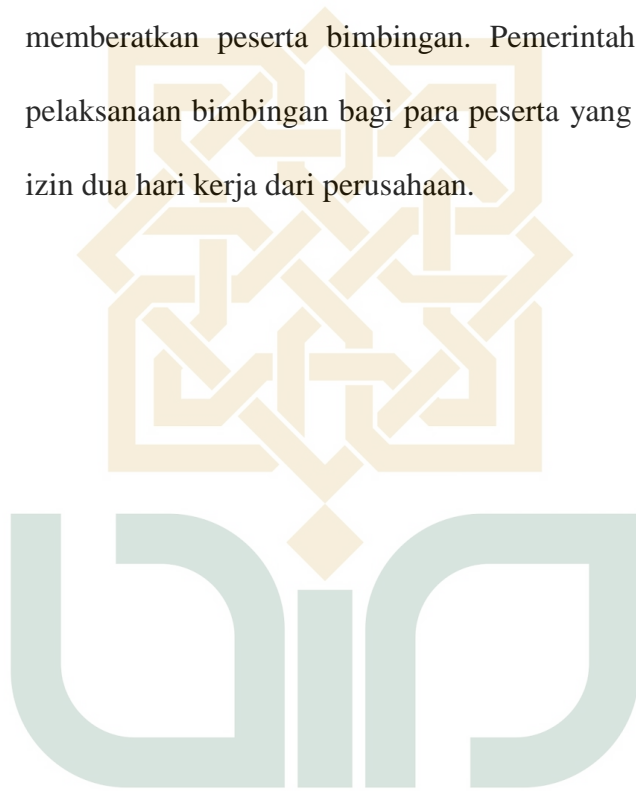 memberatkan peserta bimbingan. Pemerintah
pelaksanaan bimbingan bagi para peserta yang
izin dua hari kerja dari perusahaan.